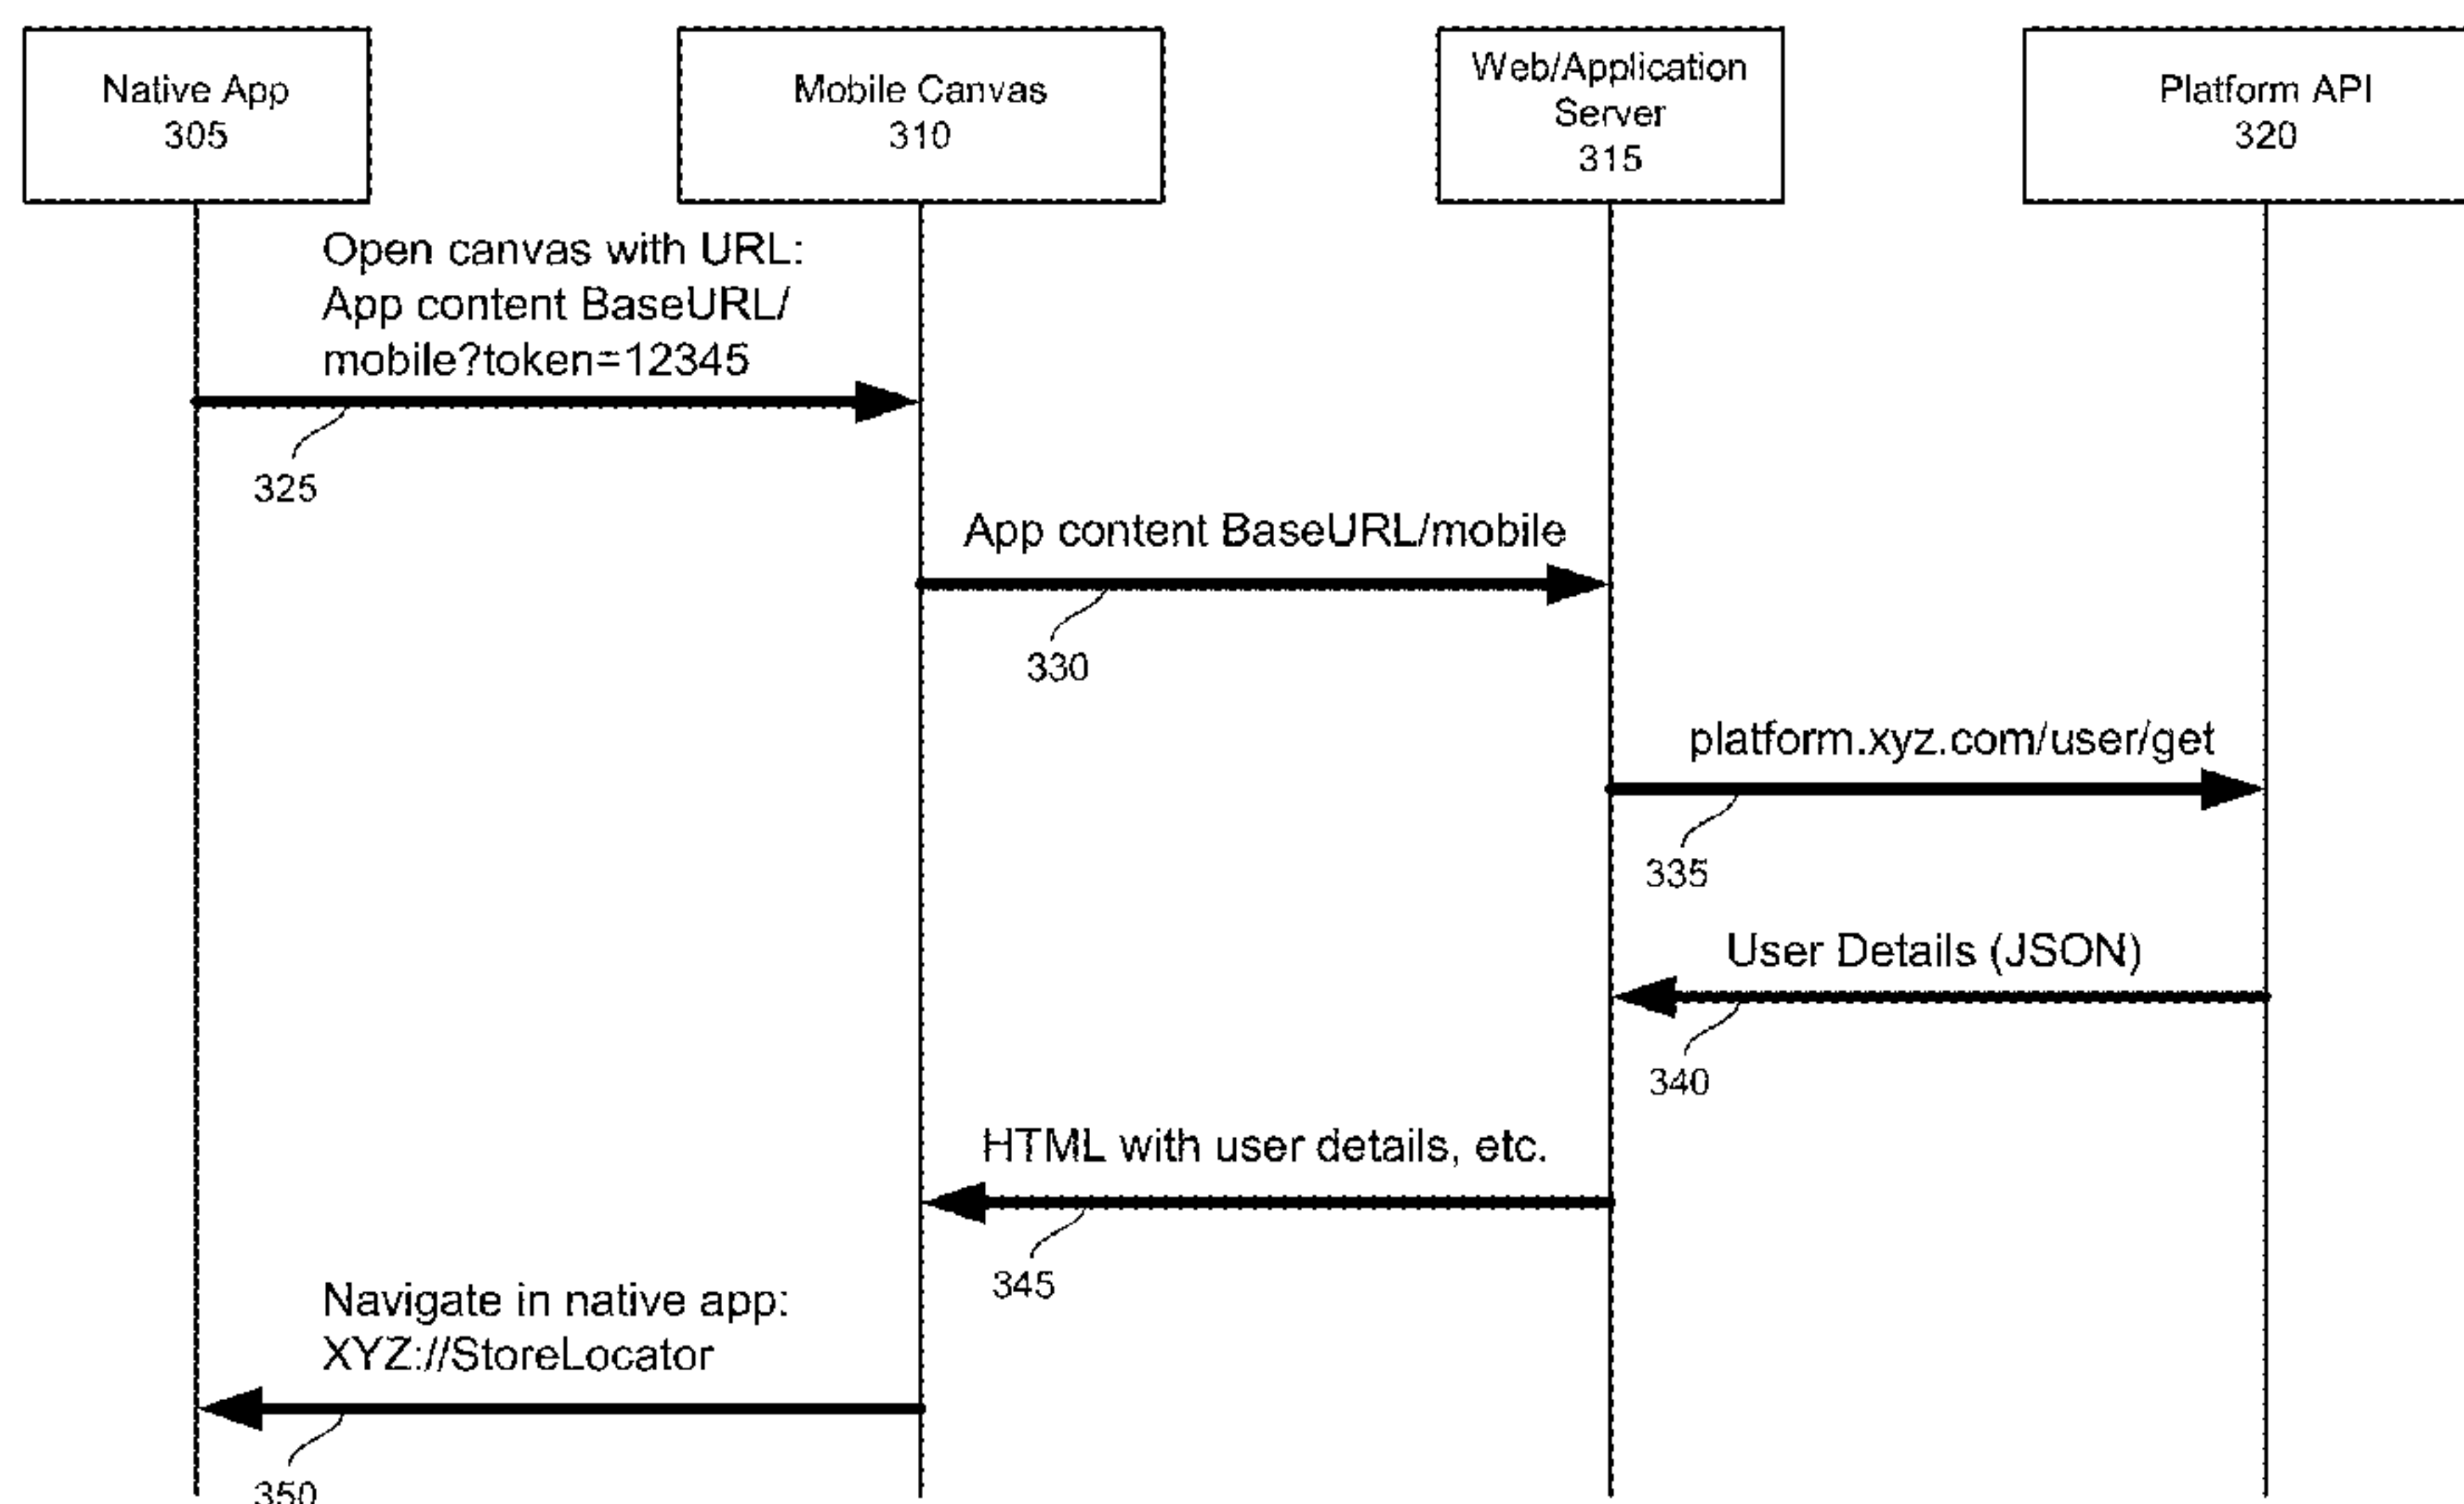 Native App
305
Mobile Canvas
310
Web/Application
Server
315
Platform API
320
Open canvas with URL:
App content BaseURL/
mobile?token=12345
325
App content BaseURL/mobile
330
platform.xyz.com/user/get
335
User Details (JSON)
340
HTML with user details, etc.
345
Navigate in native app:
XYZ://StoreLocator
350